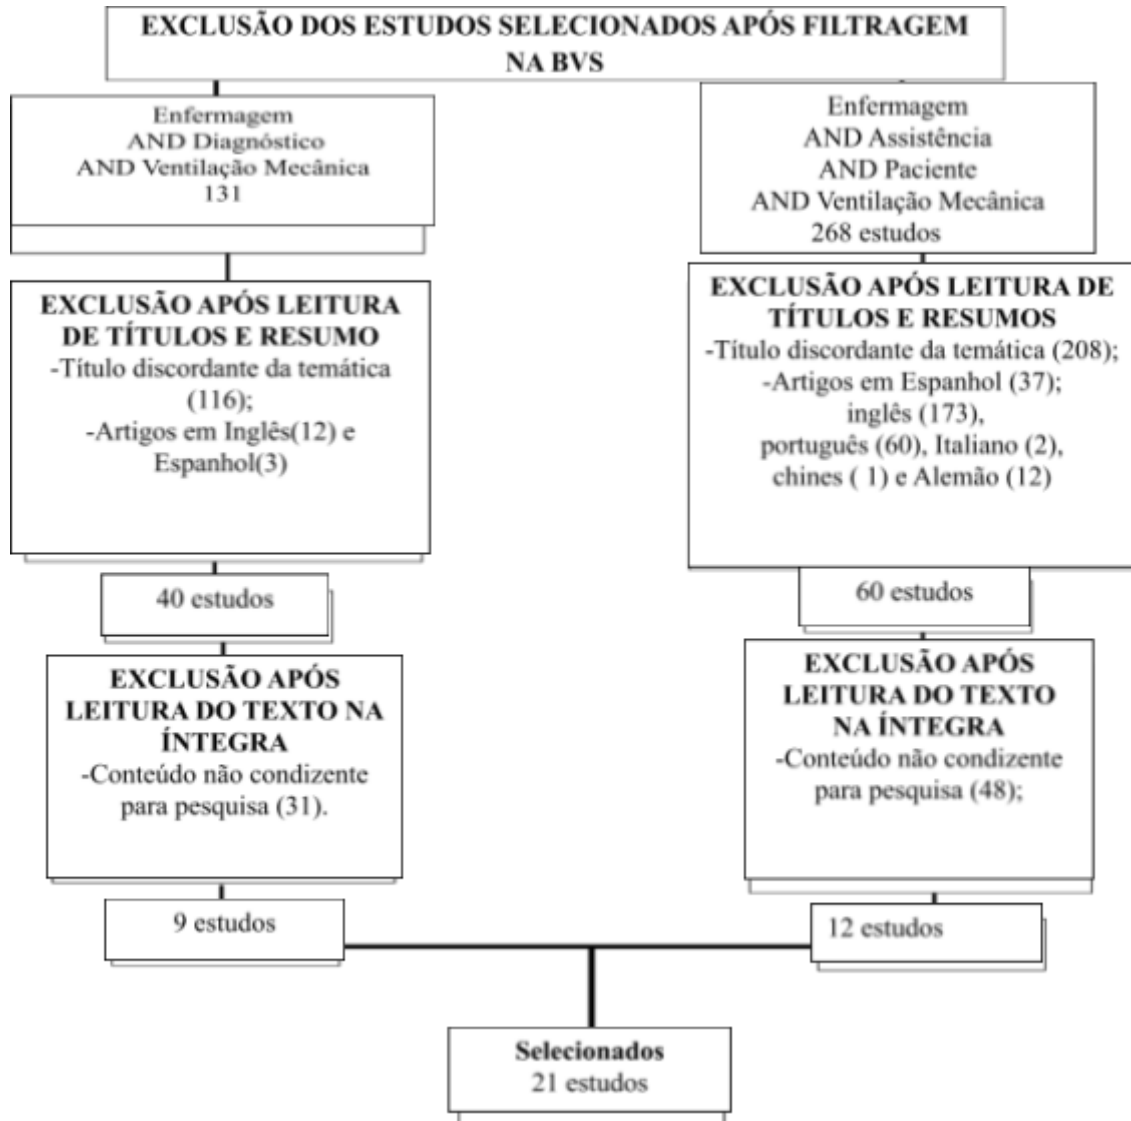 EXCLUSÃO DOS ESTUDOS SELECIONADOS APÓS FILTRAGEM
NA BVS
Enfermagem
AND Diagnóstico
AND Ventilação Mecânica
131
Enfermagem
AND Assistência
AND Paciente
AND Ventilação Mecânica
268 estudos
EXCLUSÃO APÓS LEITURA
DE TÍTULOS E RESUMO
-Título discordante da temática
(116);
-Artigos em Inglês(12) e
Espanhol(3)
EXCLUSÃO APÓS LEITURA DE
TÍTULOS E RESUMOS
-Título discordante da temática (208);
-Artigos em Espanhol (37);
inglês (173),
português (60), Italiano (2),
chines ( 1) e Alemão (12)
40 estudos
60 estudos
EXCLUSÃO APÓS
LEITURA DO TEXTO NA
ÍNTEGRA
-Conteúdo não condizente
para pesquisa (31).
EXCLUSÃO APÓS
LEITURA DO TEXTO
NA ÍNTEGRA
-Conteúdo não condizente
para pesquisa (48);
9 estudos
12 estudos
Selecionados
21 estudos